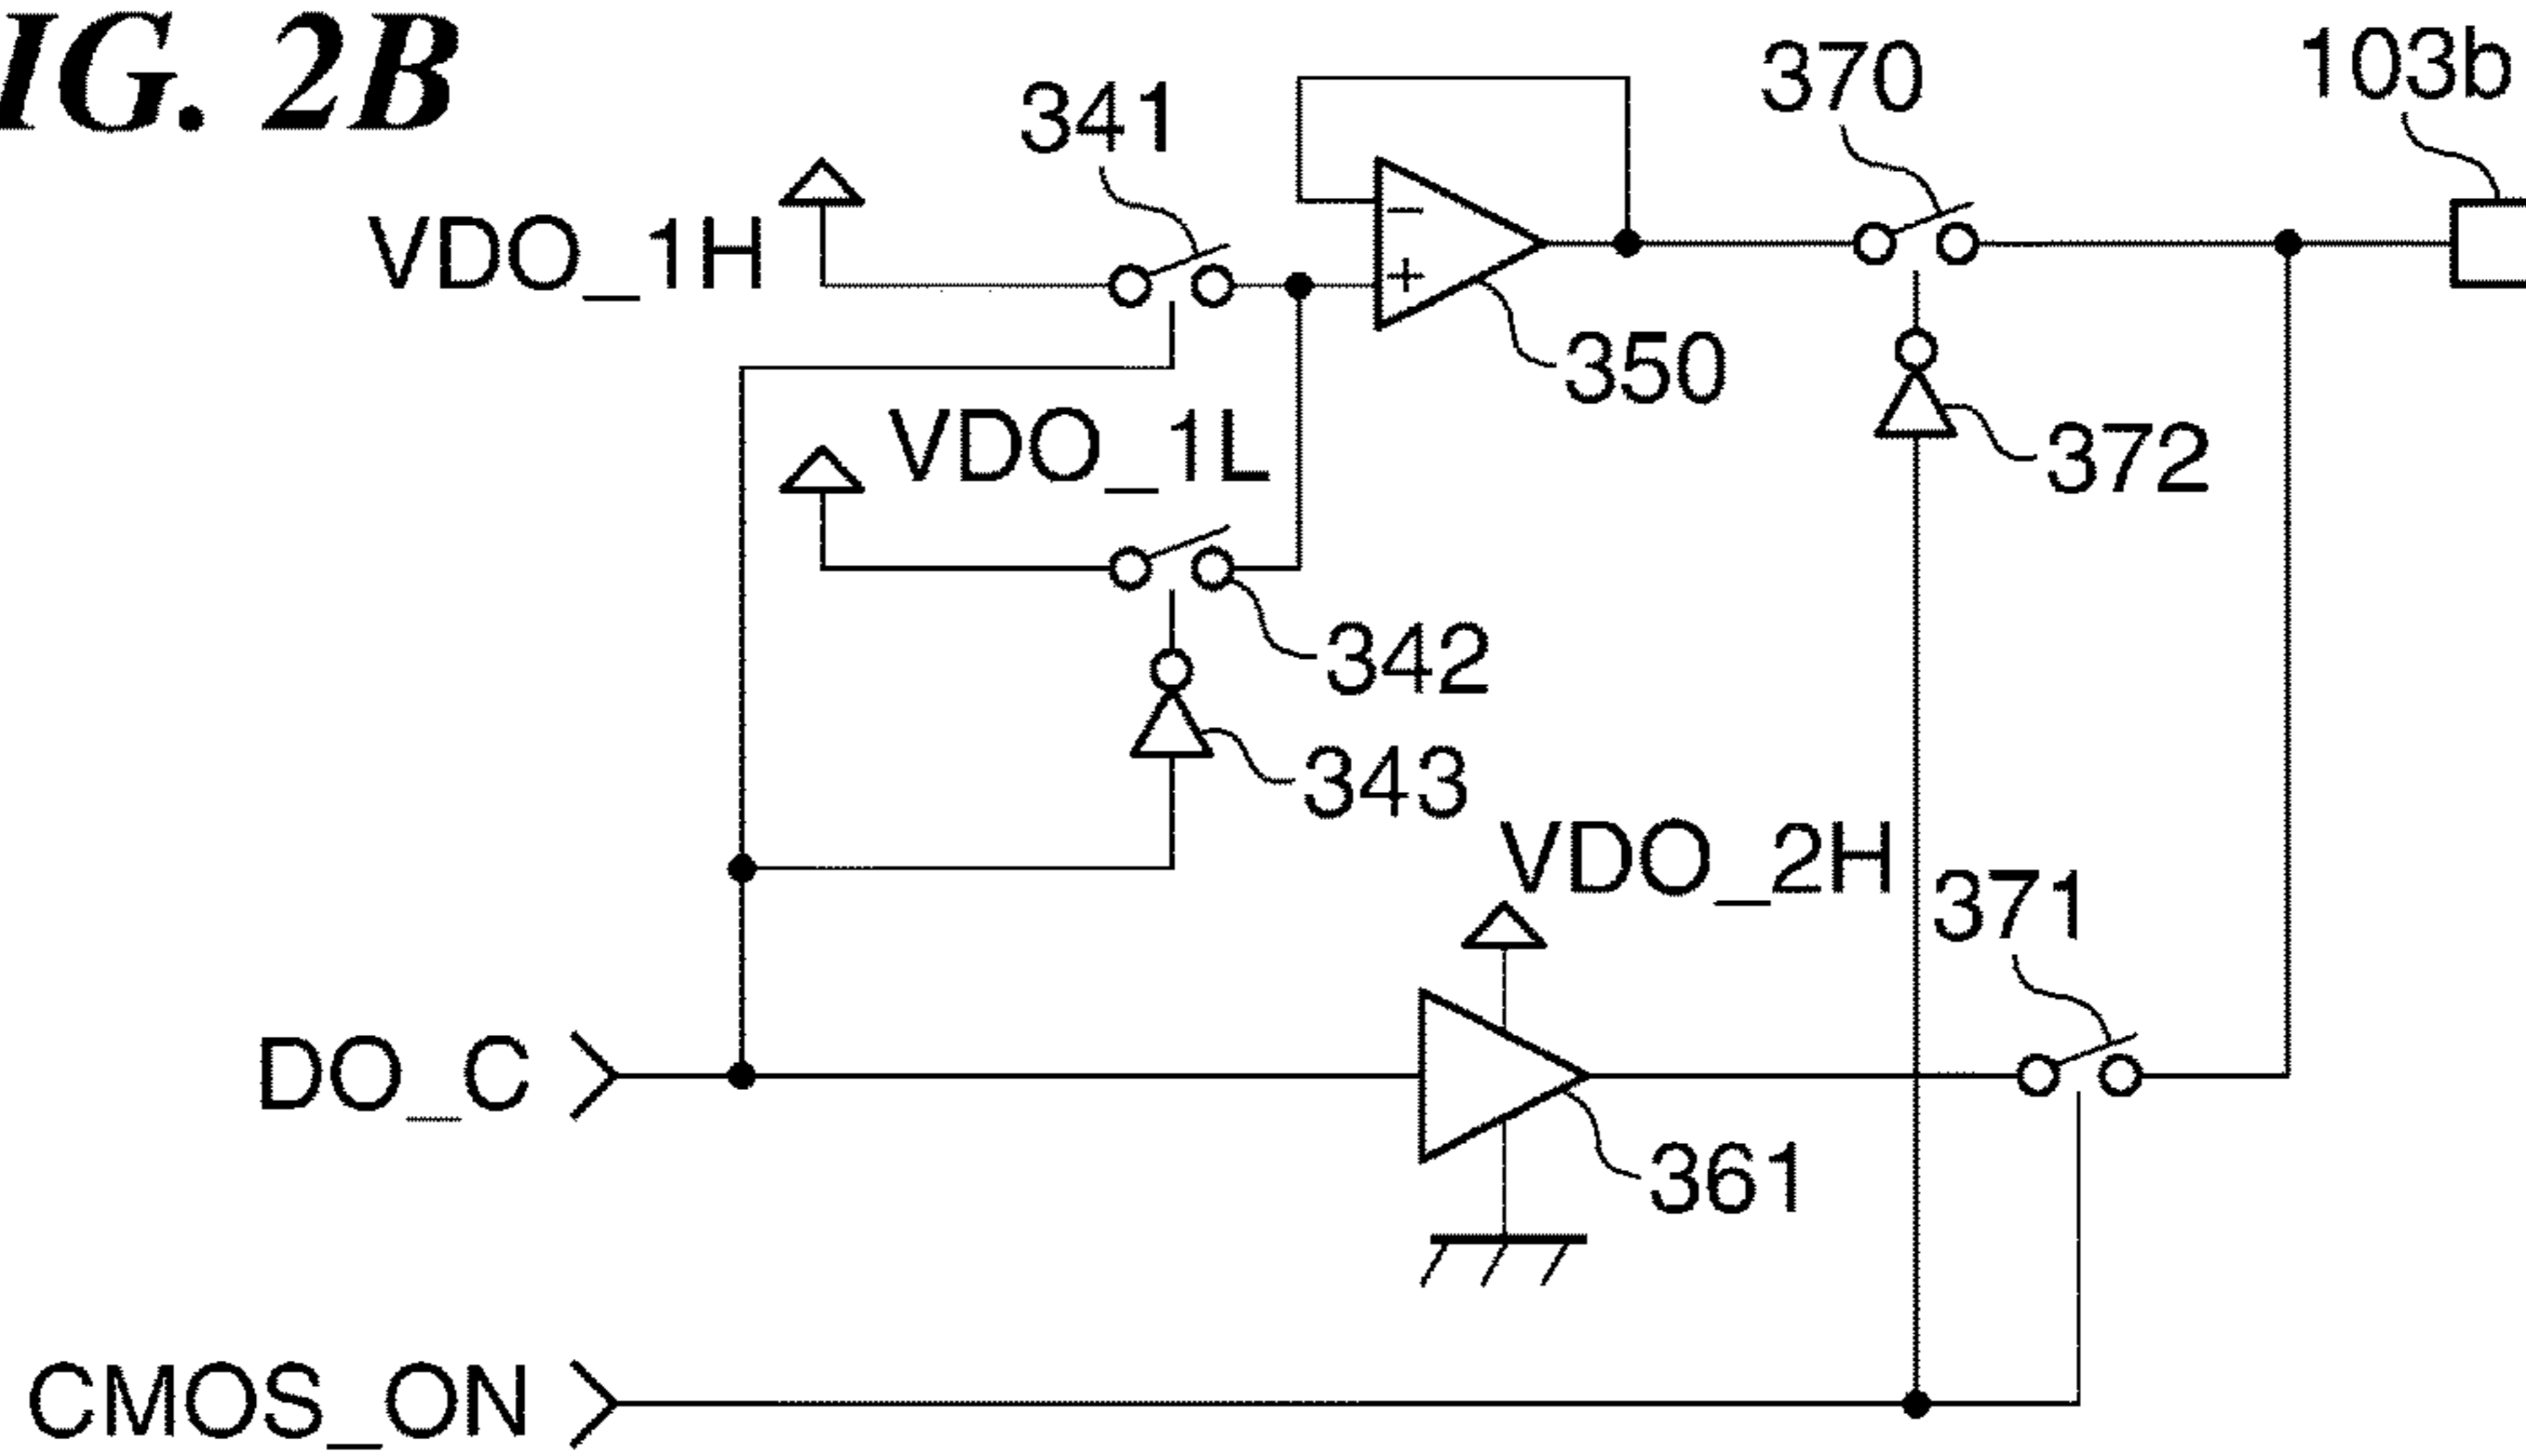 IG. 2B
341
370
103b
VDO_1H
−
+
350
VDO_1L
372
342
343
VDO_2H
371
DO_C
361
CMOS_ON